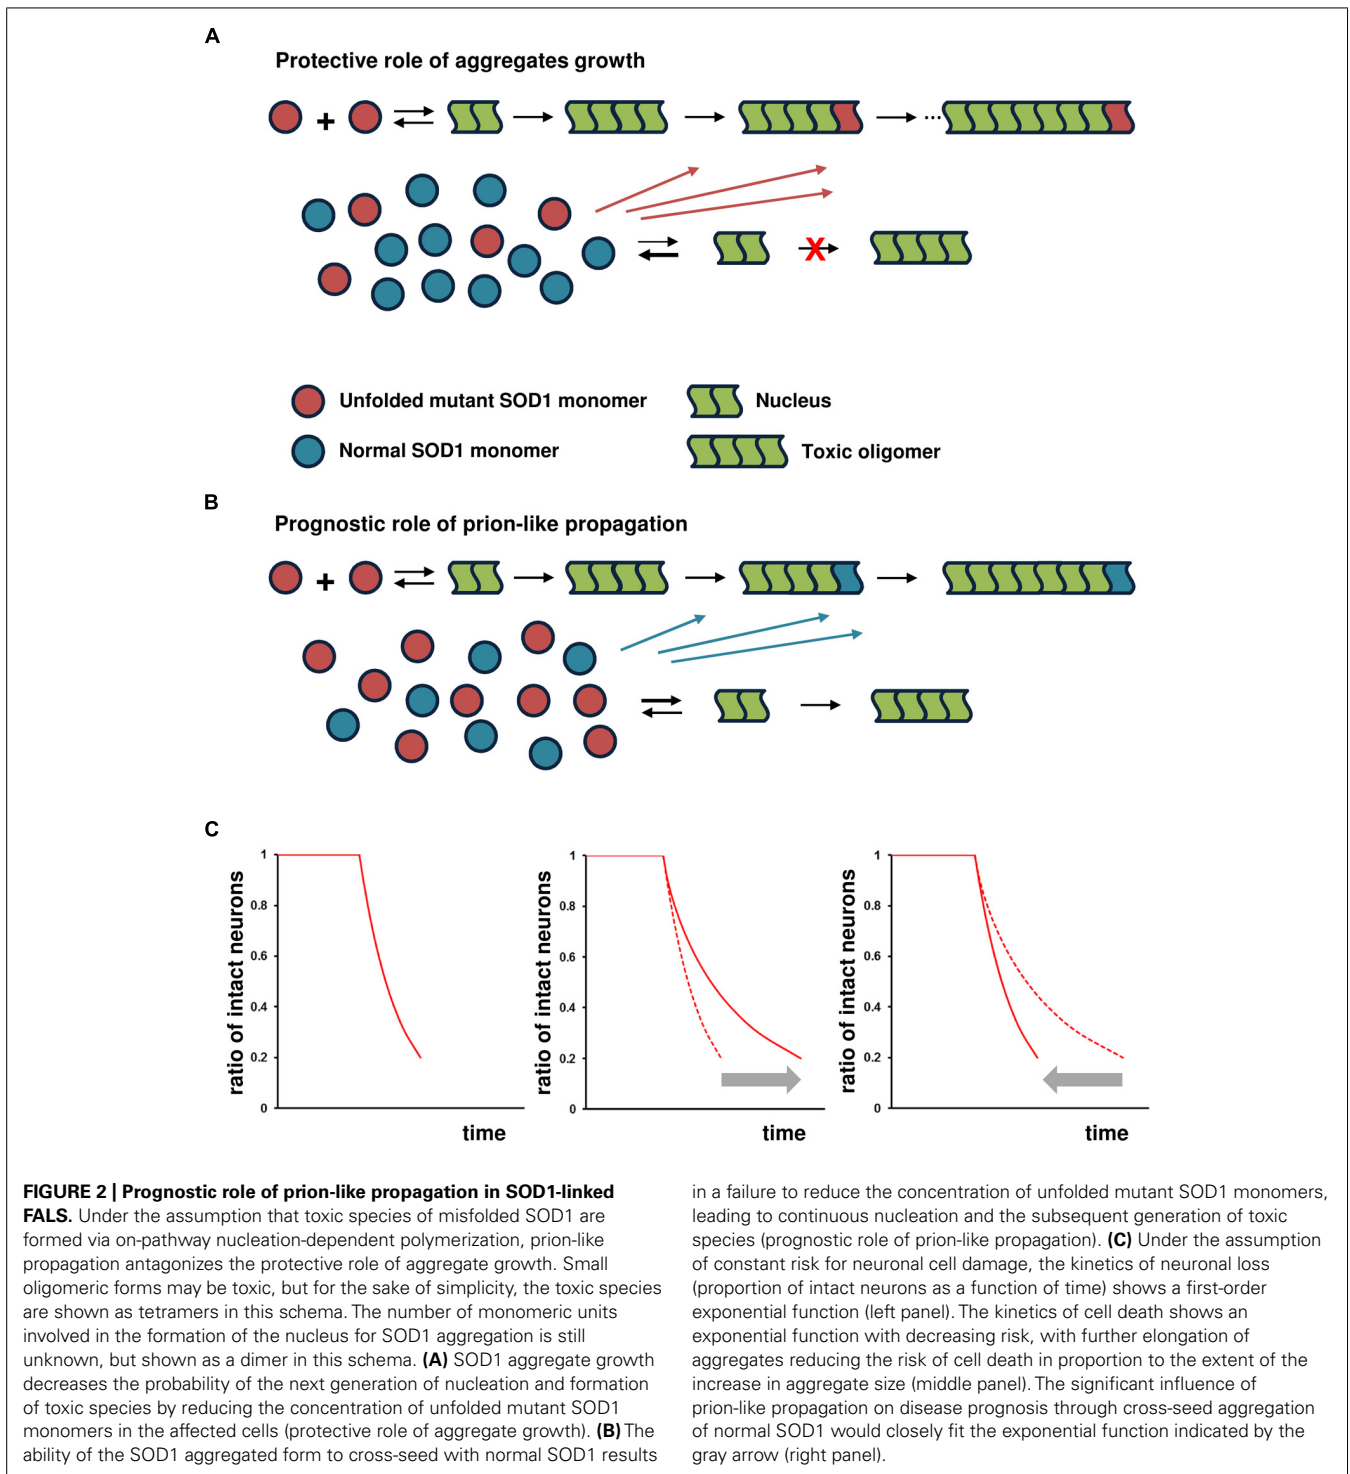 A
Protective role of aggregates growth
+
...
X
Unfolded mutant SOD1 monomer
Nucleus
Normal SOD1 monomer
Toxic oligomer
B
Prognostic role of prion-like propagation
+
C
ratio of intact neurons
1
0.8
0.6
0.4
0.2
0
time
ratio of intact neurons
1
0.8
0.6
0.4
0.2
0
time
ratio of intact neurons
1
0.8
0.6
0.4
0.2
0
time
FIGURE 2 | Prognostic role of prion-like propagation in SOD1-linked
FALS. Under the assumption that toxic species of misfolded SOD1 are
formed via on-pathway nucleation-dependent polymerization, prion-like
propagation antagonizes the protective role of aggregate growth. Small
oligomeric forms may be toxic, but for the sake of simplicity, the toxic species
are shown as tetramers in this schema. The number of monomeric units
involved in the formation of the nucleus for SOD1 aggregation is still
unknown, but shown as a dimer in this schema. (A) SOD1 aggregate growth
decreases the probability of the next generation of nucleation and formation
of toxic species by reducing the concentration of unfolded mutant SOD1
monomers in the affected cells (protective role of aggregate growth). (B) The
ability of the SOD1 aggregated form to cross-seed with normal SOD1 results
in a failure to reduce the concentration of unfolded mutant SOD1 monomers,
leading to continuous nucleation and the subsequent generation of toxic
species (prognostic role of prion-like propagation). (C) Under the assumption
of constant risk for neuronal cell damage, the kinetics of neuronal loss
(proportion of intact neurons as a function of time) shows a first-order
exponential function (left panel). The kinetics of cell death shows an
exponential function with decreasing risk, with further elongation of
aggregates reducing the risk of cell death in proportion to the extent of the
increase in aggregate size (middle panel). The significant influence of
prion-like propagation on disease prognosis through cross-seed aggregation
of normal SOD1 would closely fit the exponential function indicated by the
gray arrow (right panel).